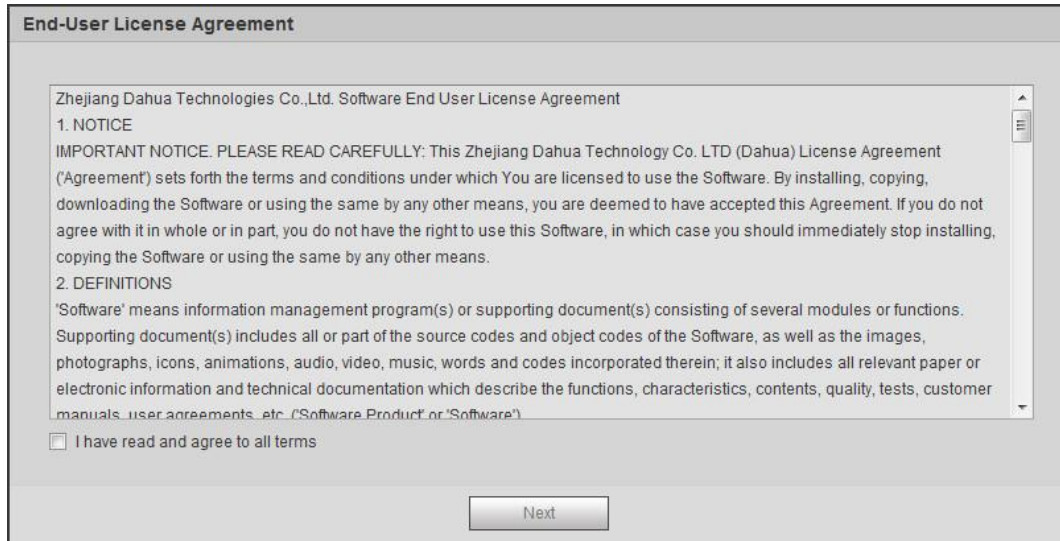 End-User License Agreement
Zhejiang Dahua Technologies Co.,Ltd. Software End User License Agreement
1. NOTICE
IMPORTANT NOTICE. PLEASE READ CAREFULLY: This Zhejiang Dahua Technology Co. LTD (Dahua) License Agreement
('Agreement') sets forth the terms and conditions under which You are licensed to use the Software. By installing, copying,
downloading the Software or using the same by any other means, you are deemed to have accepted this Agreement. If you do not
agree with it in whole or in part, you do not have the right to use this Software, in which case you should immediately stop installing,
copying the Software or using the same by any other means.
2. DEFINITIONS
'Software' means information management program(s) or supporting document(s) consisting of several modules or functions.
Supporting document(s) includes all or part of the source codes and object codes of the Software, as well as the images,
photographs, icons, animations, audio, video, music, words and codes incorporated therein; it also includes all relevant paper or
electronic information and technical documentation which describe the functions, characteristics, contents, quality, tests, customer
manuals, user agreements, etc. ('Software Product' or 'Software')
I have read and agree to all terms
Next